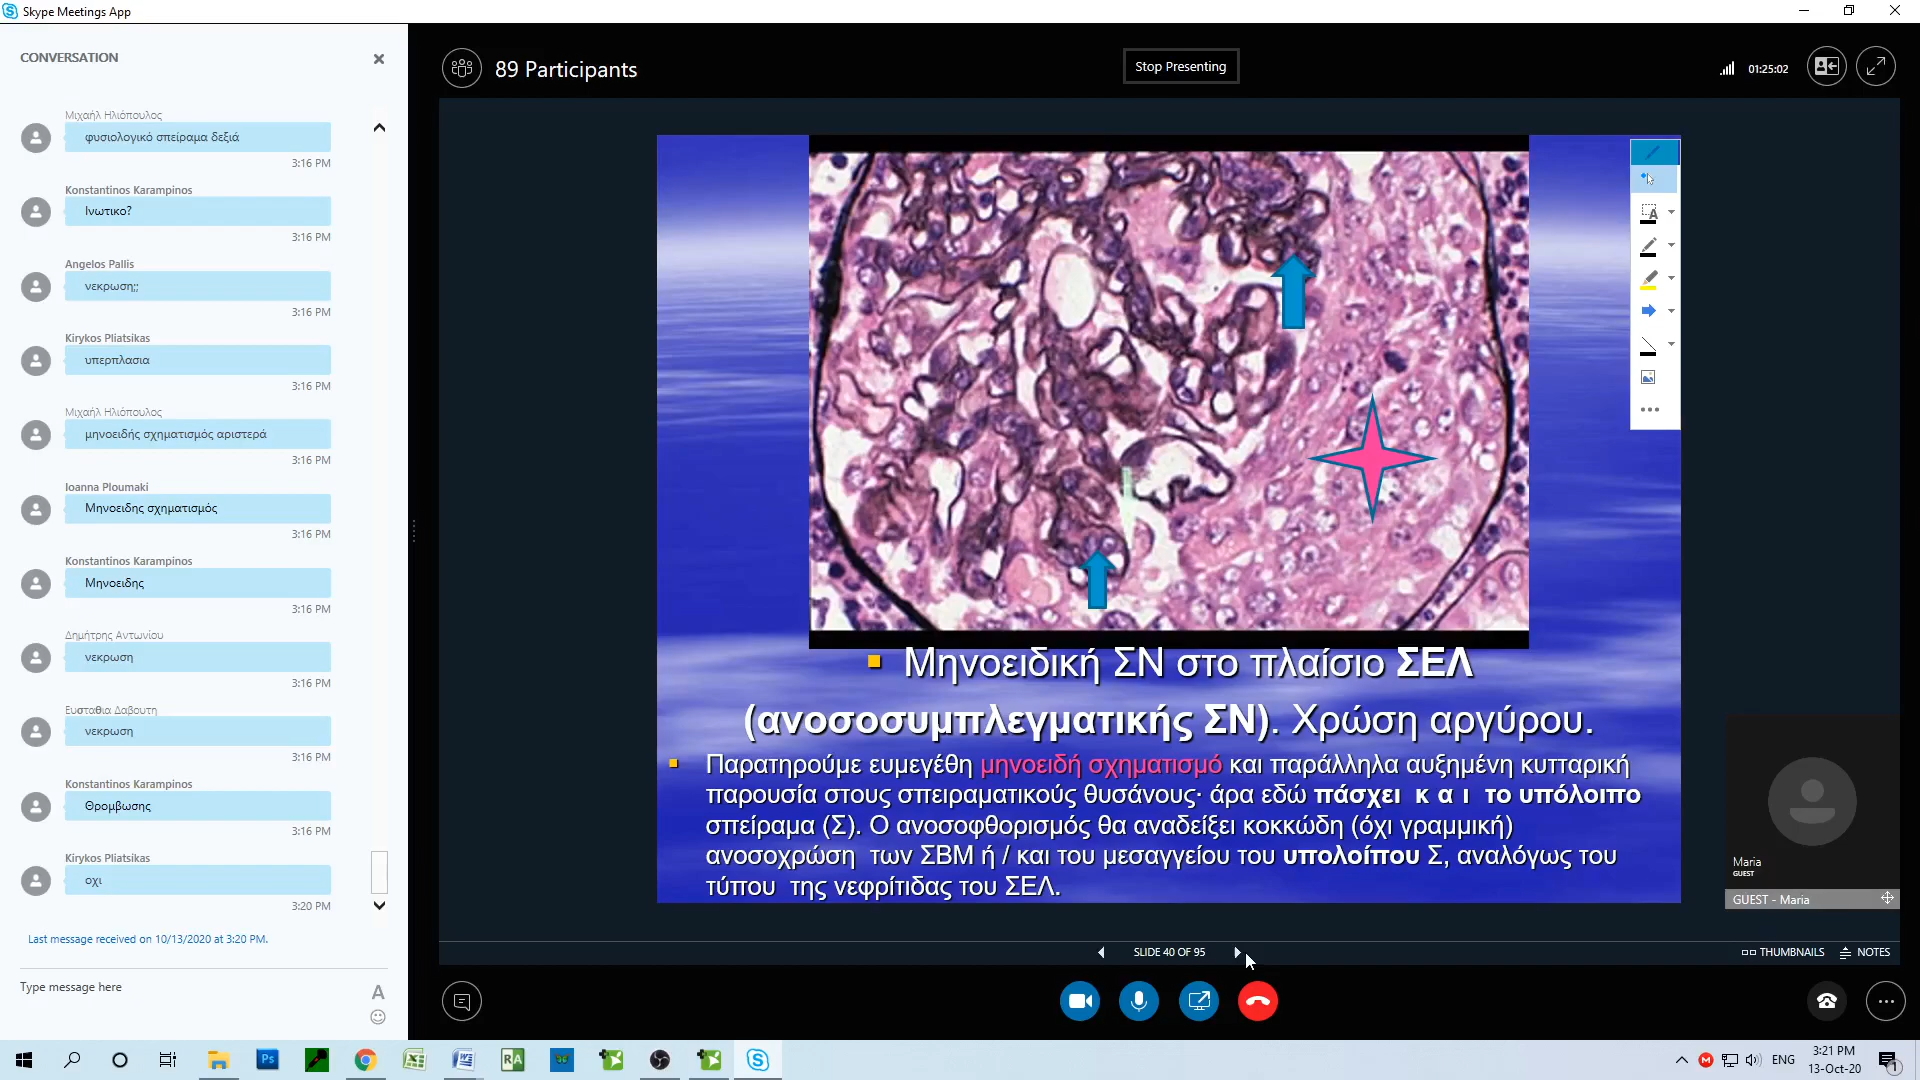 Skype Meetings App
CONVERSATION
Μιχαήλ Ηλιόπουλος
φυσιολογικό σπείραμα δεξιά
3:16 PM
Konstantinos Karampinos
Ινωτικο?
3:16 PM
Angelos Pallis
νεκρωση;;
3:16 PM
Kirykos Pliatsikas
υπερπλασια
3:16 PM
Μιχαήλ Ηλιόπουλος
μηνοειδής σχηματισμός αριστερά
3:16 PM
Ioanna Ploumaki
Μηνοειδης σχηματισμός
3:16 PM
Konstantinos Karampinos
Μηνοειδης
3:16 PM
Δημήτρης Αντωνίου
νεκρωση
3:16 PM
Ευσταθια Δαβουτη
νεκρωση
3:16 PM
Konstantinos Karampinos
Θρομβωσης
3:16 PM
Kirykos Pliatsikas
οχι
3:20 PM
Last message received on 10/13/2020 at 3:20 PM.
Type message here
A
89 Participants
Stop Presenting
01:25:02
Μηνοειδική ΣΝ στο πλαίσιο ΣΕΛ
(ανοσοσυμπλεγματικής ΣΝ). Χρώση αργύρου.
Παρατηρούμε ευμεγέθη μηνοειδή σχηματισμό και παράλληλα αυξημένη κυτταρική
παρουσία στους σπειραματικούς θυσάνους· άρα εδώ πάσχει κ α ι το υπόλοιπο
σπείραμα (Σ). Ο ανοσοφθορισμός θα αναδείξει κοκκώδη (όχι γραμμική)
ανοσοχρώση των ΣΒΜ ή / και του μεσαγγείου του υπολοίπου Σ, αναλόγως του
τύπου της νεφρίτιδας του ΣΕΛ.
Maria
GUEST
GUEST - Maria
SLIDE 40 OF 95
THUMBNAILS
NOTES
Ps
RA
ENG
3:21 PM
13-Oct-20
1